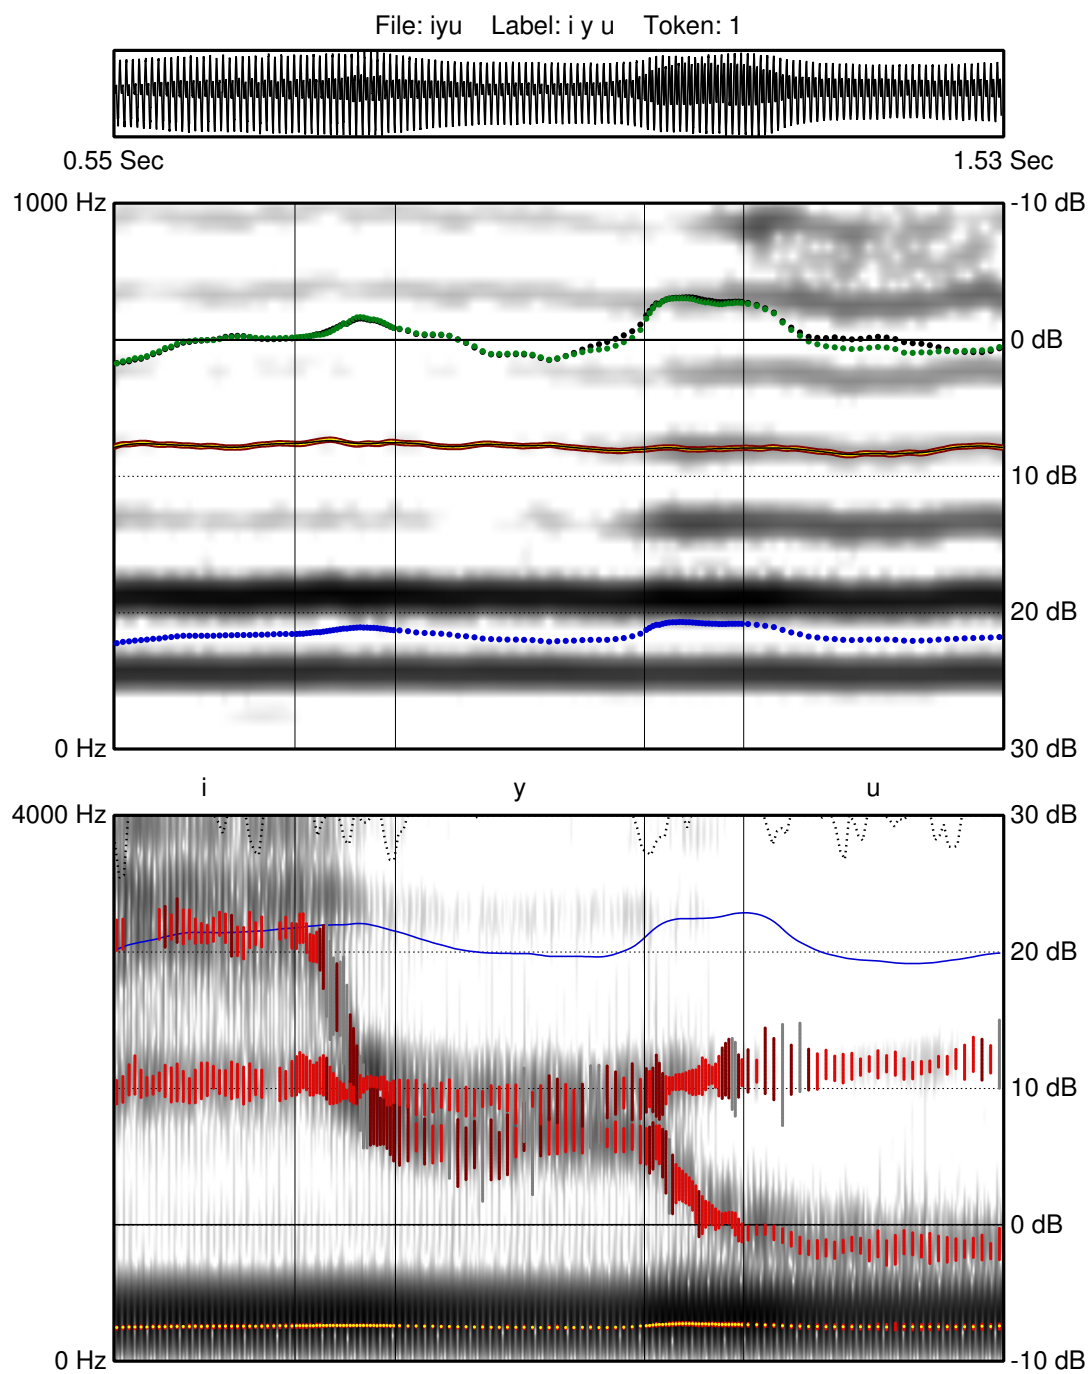 File: iyu    Label: i y u    Token: 1
0.55 Sec    1.53 Sec
1000 Hz    -10 dB
0 dB
10 dB
20 dB
0 Hz    30 dB
i    y    u
4000 Hz    30 dB
20 dB
10 dB
0 dB
0 Hz    -10 dB